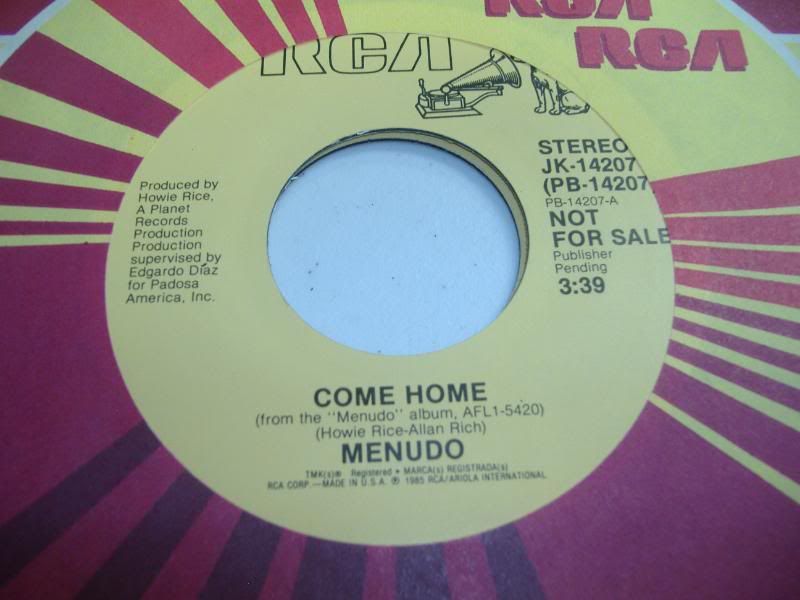 RCA
RCA
RCA
STEREO
JK-14207
(PB-14207
PB-14207-A
NOT
FOR SALE
Publisher
Pending
3:39
Produced by
Howie Rice,
A Planet
Records
Production
Production
supervised by
Edgardo Díaz
for Padosa
America, Inc.
COME HOME
(from the "Menudo" album, AFL1-5420)
(Howie Rice-Allan Rich)
MENUDO
TMK(s)® Registered • MARCA(s) REGISTRADA(s)
RCA CORP.—MADE IN U.S.A. ℗ 1985 RCA/ARIOLA INTERNATIONAL